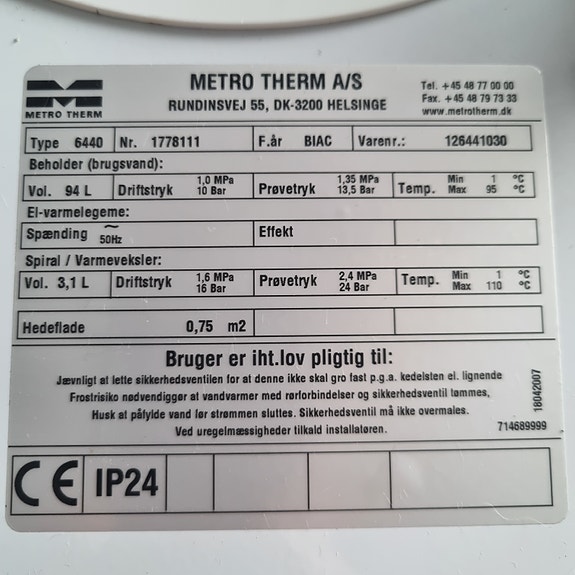 METRO THERM
METRO THERM A/S
RUNDINSVEJ 55, DK-3200 HELSINGE
Tel. +45 48 77 00 00
Fax. +45 48 79 73 33
www.metrotherm.dk
Type 6440 Nr. 1778111 F.år BIAC Varenr.: 126441030
Beholder (brugsvand):
Vol. 94 L Driftstryk 1,0 MPa 10 Bar Prøvetryk 1,35 MPa 13,5 Bar Temp. Min 1 °C Max 95 °C
El-varmelegeme:
Spænding ~ 50Hz Effekt
Spiral / Varmeveksler:
Vol. 3,1 L Driftstryk 1,6 MPa 16 Bar Prøvetryk 2,4 MPa 24 Bar Temp. Min 1 °C Max 110 °C
Hedeflade 0,75 m2
Bruger er iht.lov pligtig til:
Jævnligt at lette sikkerhedsventilen for at denne ikke skal gro fast p.g.a. kedelsten el. lignende
Frostrisiko nødvendiggør at vandvarmer med rørforbindelser og sikkerhedsventil tømmes,
Husk at påfylde vand før strømmen sluttes. Sikkerhedsventil må ikke overmales.
Ved uregelmæssigheder tilkald installatøren.
18042007
714689999
CE IP24